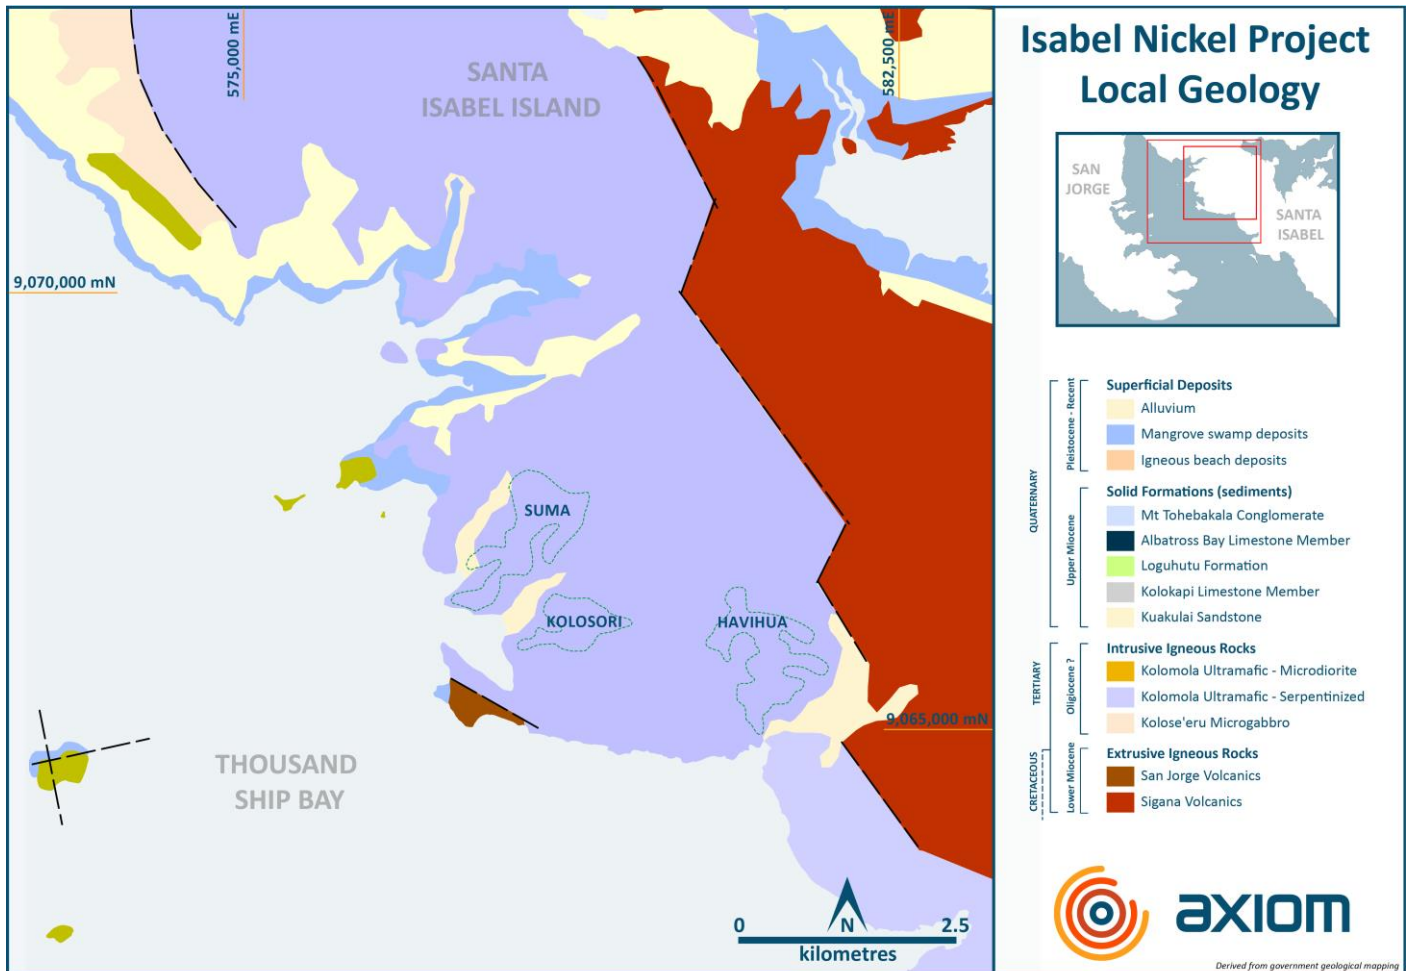 Isabel Nickel Project
Local Geology
SANTA
ISABEL ISLAND
575,000 mE
582,500 mE
9,070,000 mN
9,065,000 mN
SUMA
KOLOSORI
HAVIHUA
THOUSAND
SHIP BAY
0
N
2.5
kilometres
SAN
JORGE
SANTA
ISABEL
QUATERNARY
Pleistocene - Recent
Superficial Deposits
Alluvium
Mangrove swamp deposits
Igneous beach deposits
Upper Miocene
Solid Formations (sediments)
Mt Tohebakala Conglomerate
Albatross Bay Limestone Member
Loguhutu Formation
Kolokapi Limestone Member
Kuakulai Sandstone
TERTIARY
Oligiocene ?
Intrusive Igneous Rocks
Kolomola Ultramafic - Microdiorite
Kolomola Ultramafic - Serpentinized
Kolose'eru Microgabbro
CRETACEOUS
Lower Miocene
Extrusive Igneous Rocks
San Jorge Volcanics
Sigana Volcanics
axiom
Derived from government geological mapping